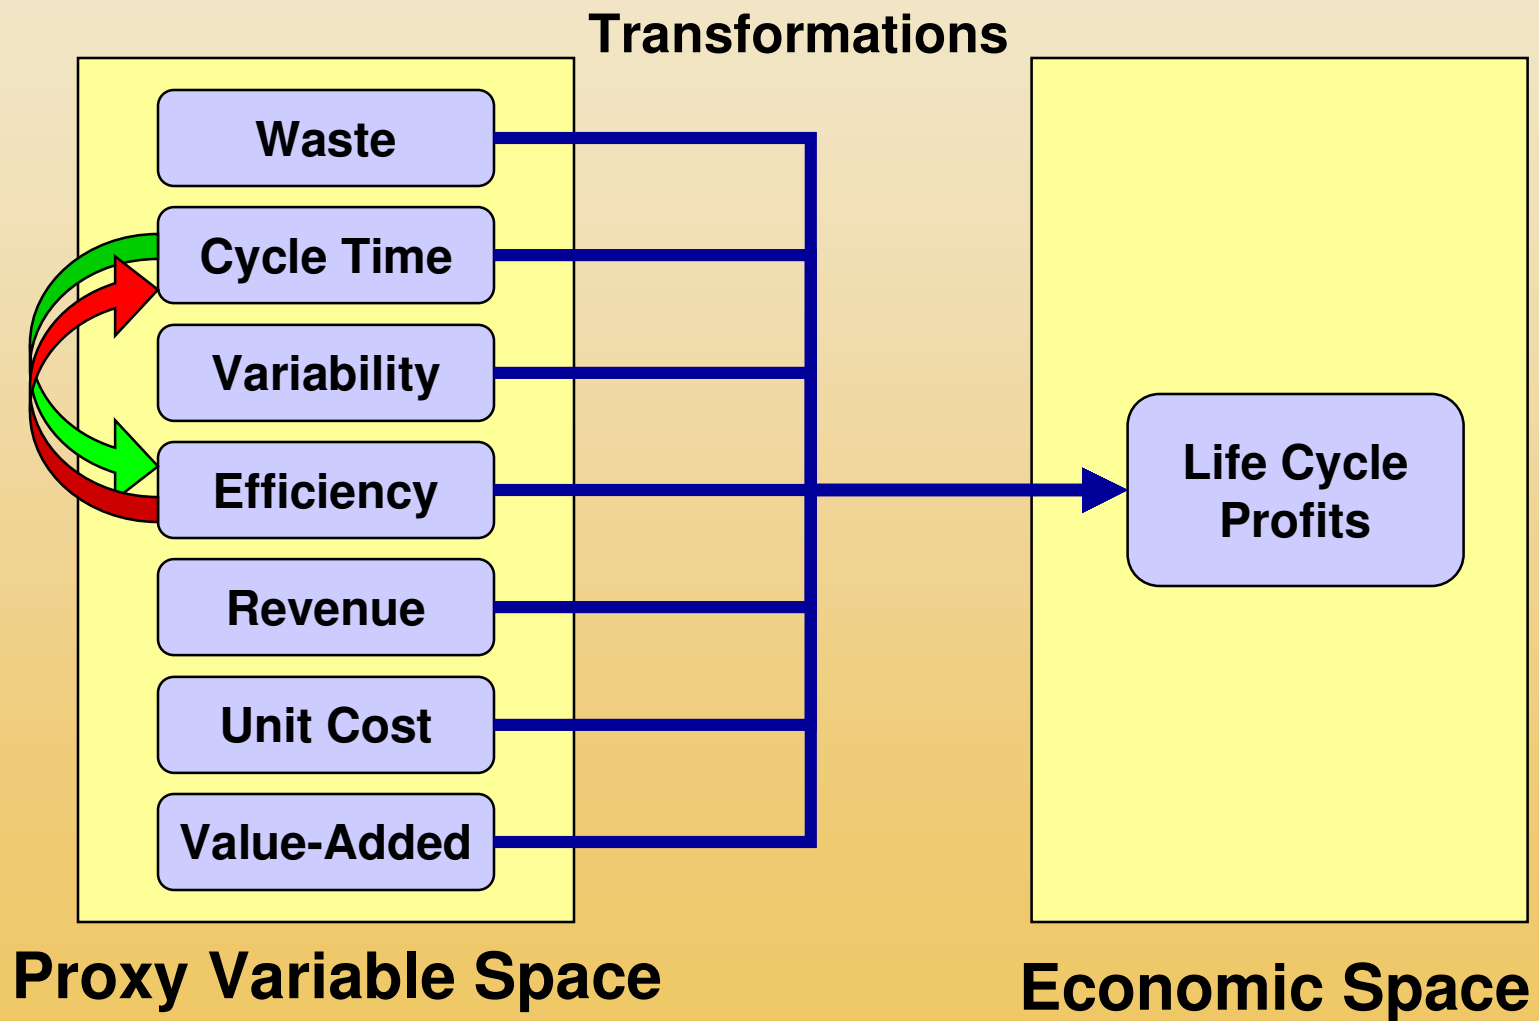 Transformations
Waste
Cycle Time
Variability
Efficiency
Revenue
Unit Cost
Value-Added
Life Cycle
Profits
Proxy Variable Space
Economic Space